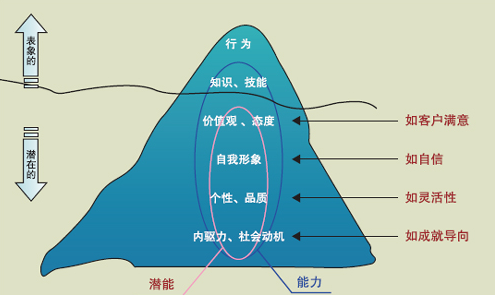 表象的
行为
知识、技能
价值观、态度
如客户满意
潜在的
自我形象
如自信
个性、品质
如灵活性
内驱力、社会动机
如成就导向
潜能
能力